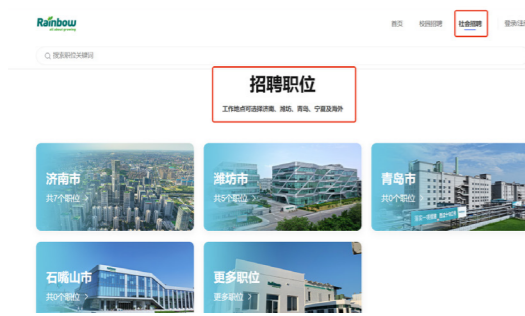 Rainbow
all about growing
首页 校园招聘 社会招聘 登录/注册
搜索职位关键词
招聘职位
工作地点可选择济南、潍坊、青岛、宁夏及海外
济南市
共7个职位 >
潍坊市
共5个职位 >
青岛市
共0个职位 >
石嘴山市
共0个职位 >
更多职位
更多职位 >